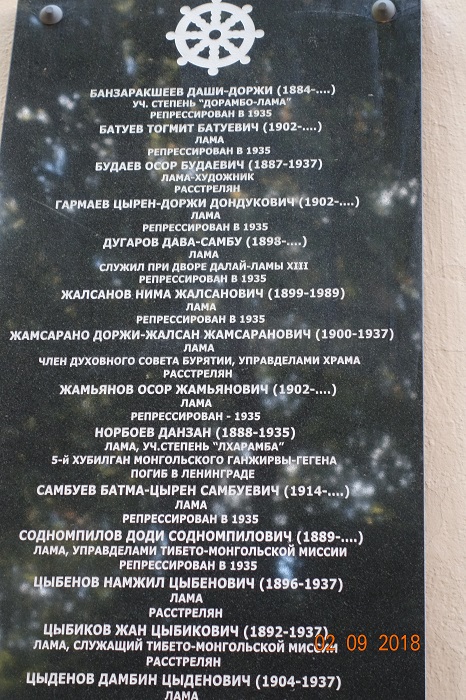 БАНЗАРАКШЕЕВ ДАШИ-ДОРЖИ (1884-....)
УЧ. СТЕПЕНЬ "ДОРАМБО-ЛАМА"
РЕПРЕССИРОВАН В 1935
БАТУЕВ ТОГМИТ БАТУЕВИЧ (1902-....)
ЛАМА
РЕПРЕССИРОВАН В 1935
БУДАЕВ ОСОР БУДАЕВИЧ (1887-1937)
ЛАМА-ХУДОЖНИК
РАССТРЕЛЯН
ГАРМАЕВ ЦЫРЕН-ДОРЖИ ДОНДУКОВИЧ (1902-....)
ЛАМА
РЕПРЕССИРОВАН В 1935
ДУГАРОВ ДАВА-САМБУ (1898-....)
ЛАМА
СЛУЖИЛ ПРИ ДВОРЕ ДАЛАЙ-ЛАМЫ XIII
РЕПРЕССИРОВАН В 1935
ЖАЛСАНОВ НИМА ЖАЛСАНОВИЧ (1899-1989)
ЛАМА
РЕПРЕССИРОВАН В 1935
ЖАМСАРАНО ДОРЖИ-ЖАЛСАН ЖАМСАРАНОВИЧ (1900-1937)
ЛАМА
ЧЛЕН ДУХОВНОГО СОВЕТА БУРЯТИИ, УПРАВДЕЛАМИ ХРАМА
РАССТРЕЛЯН
ЖАМЬЯНОВ ОСОР ЖАМЬЯНОВИЧ (1902-....)
ЛАМА
РЕПРЕССИРОВАН - 1935
НОРБОЕВ ДАНЗАН (1888-1935)
ЛАМА, УЧ.СТЕПЕНЬ "ЛХАРАМБА"
5-й ХУБИЛГАН МОНГОЛЬСКОГО ГАНЖИРВЫ-ГЕГЕНА
ПОГИБ В ЛЕНИНГРАДЕ
САМБУЕВ БАТМА-ЦЫРЕН САМБУЕВИЧ (1914-....)
ЛАМА
РЕПРЕССИРОВАН В 1935
СОДНОМПИЛОВ ДОДИ СОДНОМПИЛОВИЧ (1889-....)
ЛАМА, УПРАВДЕЛАМИ ТИБЕТО-МОНГОЛЬСКОЙ МИССИИ
РЕПРЕССИРОВАН В 1935
ЦЫБЕНОВ НАМЖИЛ ЦЫБЕНОВИЧ (1896-1937)
ЛАМА
РАССТРЕЛЯН
ЦЫБИКОВ ЖАН ЦЫБИКОВИЧ (1892-1937)
ЛАМА, СЛУЖАЩИЙ ТИБЕТО-МОНГОЛЬСКОЙ МИССИИ
РАССТРЕЛЯН
ЦЫДЕНОВ ДАМБИН ЦЫДЕНОВИЧ (1904-1937)
ЛАМА
02 09 2018